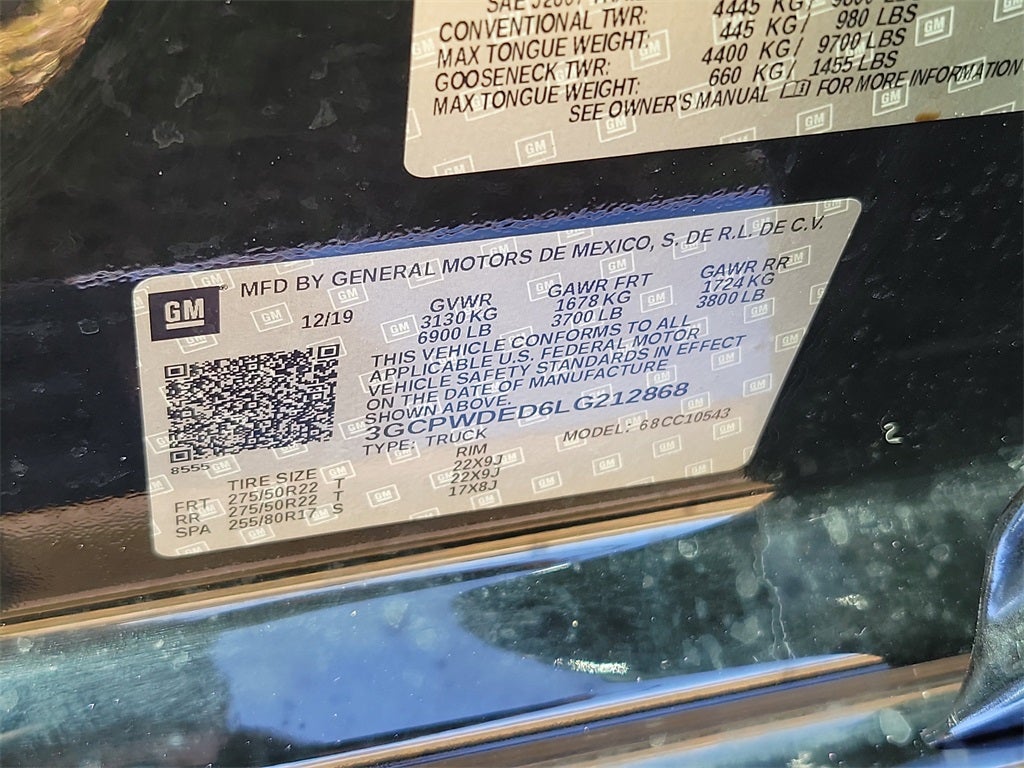 CONVENTIONAL TWR: 4445 KG/
MAX TONGUE WEIGHT: 445 KG/ 980 LBS
GOOSENECK TWR: 4400 KG/ 9700 LBS
MAX TONGUE WEIGHT: 660 KG/ 1455 LBS
SEE OWNER'S MANUAL FOR MORE INFORMATION
MFD BY GENERAL MOTORS DE MEXICO, S. DE R.L. DE C.V.
GM
12/19 GVWR GAWR FRT GAWR RR
3130 KG 1678 KG 1724 KG
6900 LB 3700 LB 3800 LB
THIS VEHICLE CONFORMS TO ALL
APPLICABLE U.S. FEDERAL MOTOR
VEHICLE SAFETY STANDARDS IN EFFECT
ON THE DATE OF MANUFACTURE
SHOWN ABOVE.
3GCPWDED6LG212868
TYPE: TRUCK MODEL: 68CC10543
8555
TIRE SIZE RIM
FRT 275/50R22 T 22X9J
RR 275/50R22 T 22X9J
SPA 255/80R17 S 17X8J